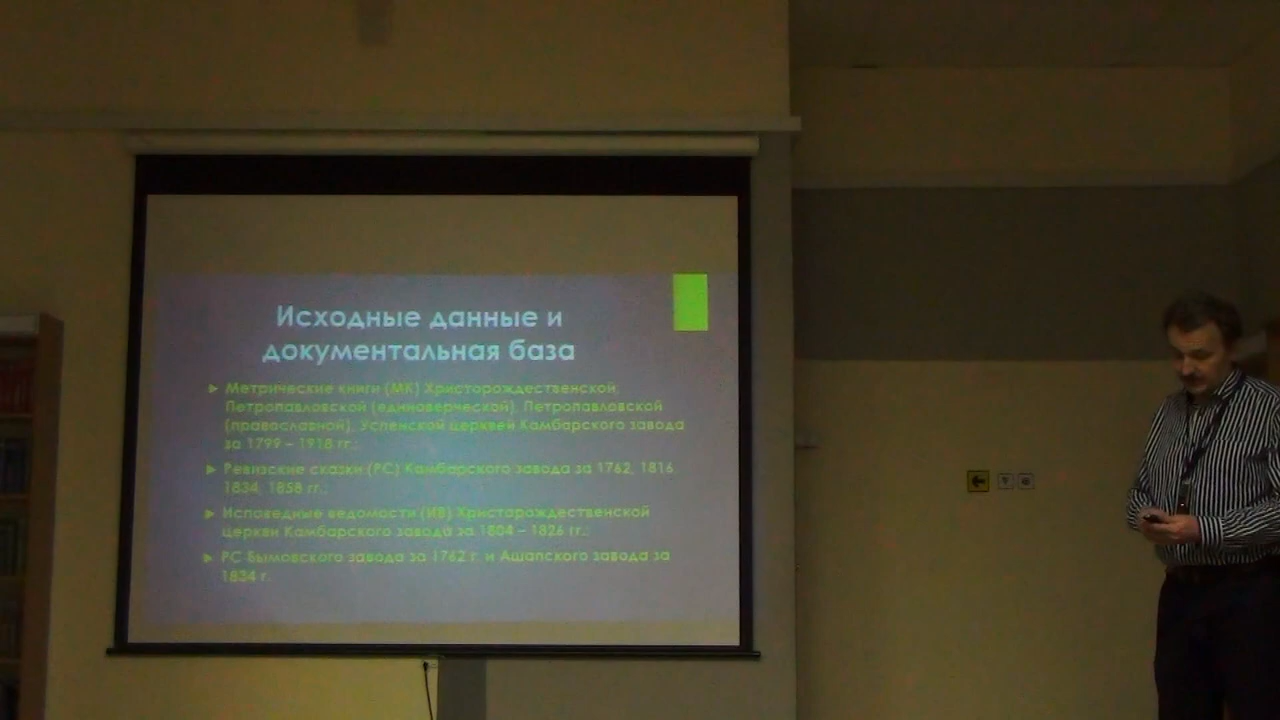 Исходные данные и
документальная база
Метрические книги (МК) Христорождественской;
Петропавловской (единоверческой), Петропавловской
(православной), Успенской церквей Камбарского завода
за 1799 – 1918 гг.;
Ревизские сказки (РС) Камбарского завода за 1762, 1816,
1834, 1858 гг.;
Исповедные ведомости (ИВ) Христорождественской
церкви Камбарского завода за 1804 – 1826 гг.;
РС Бымовского завода за 1762 г. и Ашапского завода за
1834 г.